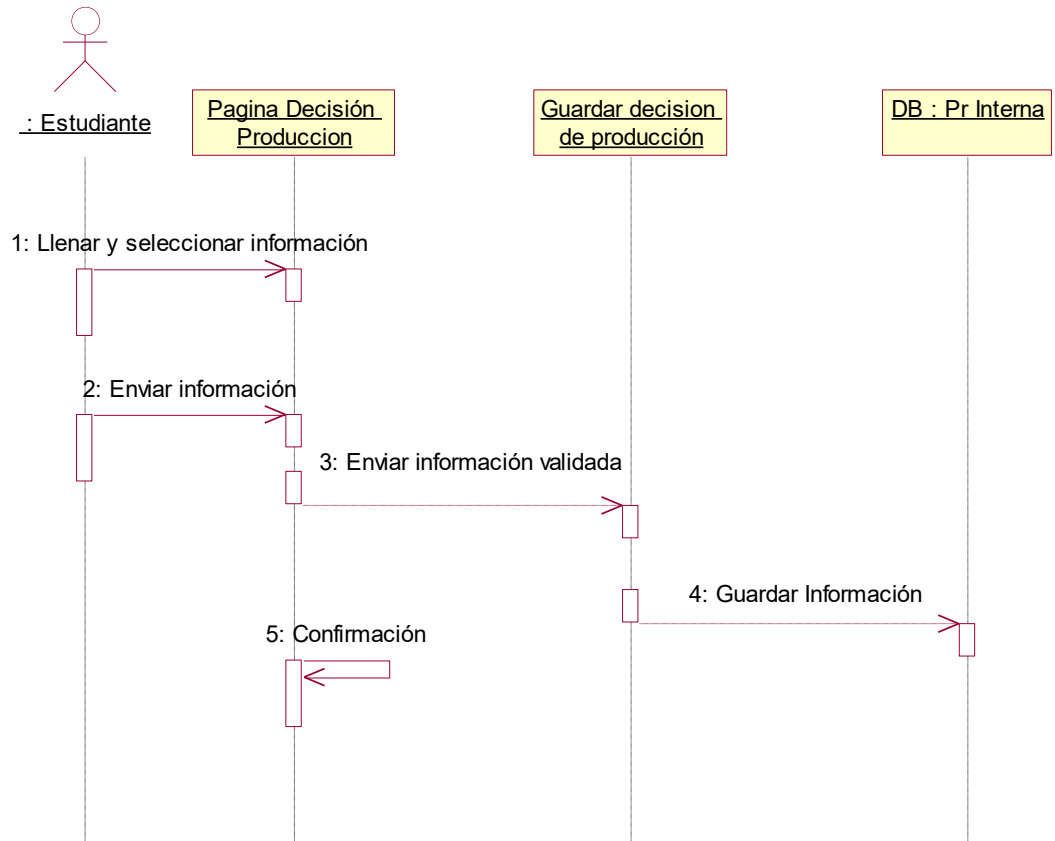 : Estudiante
Pagina Decisión
Produccion
Guardar decision
de producción
DB : Pr Interna
1: Llenar y seleccionar información
2: Enviar información
3: Enviar información validada
4: Guardar Información
5: Confirmación